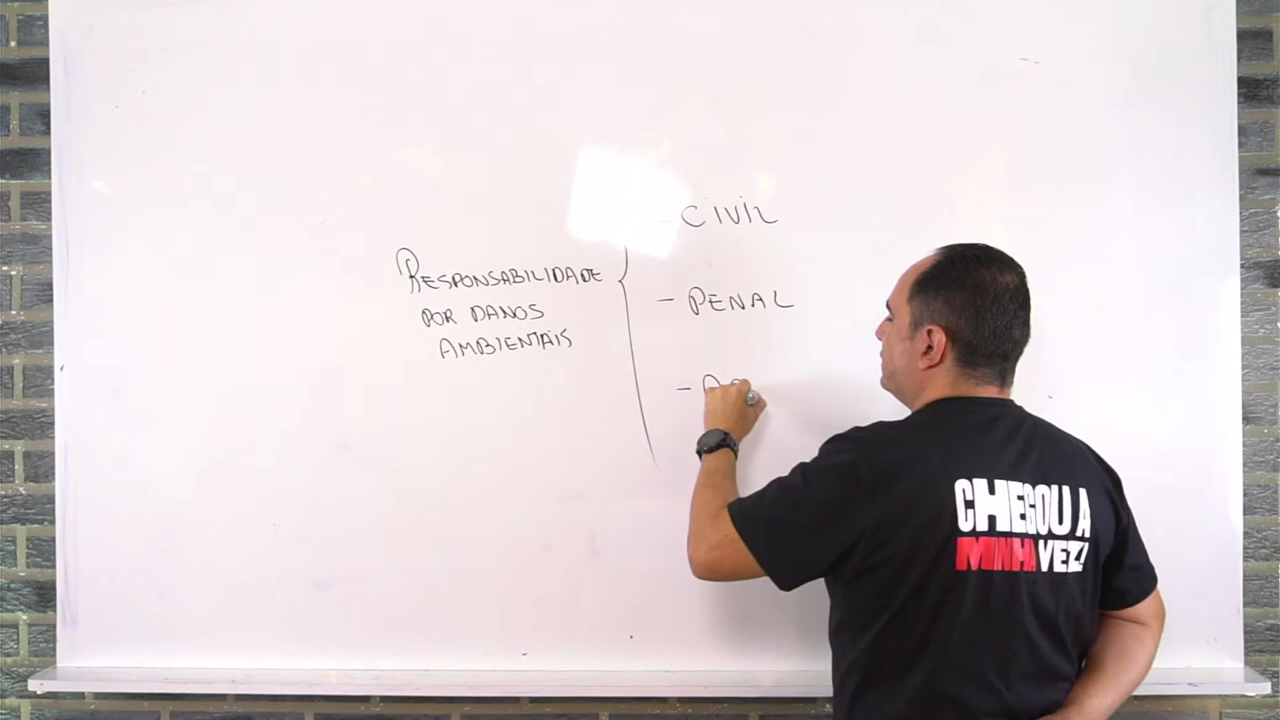 - CIVIL
RESPONSABILIDADE
POR DANOS
AMBIENTAIS
- PENAL
CHEGOU A
MINHA VEZ!